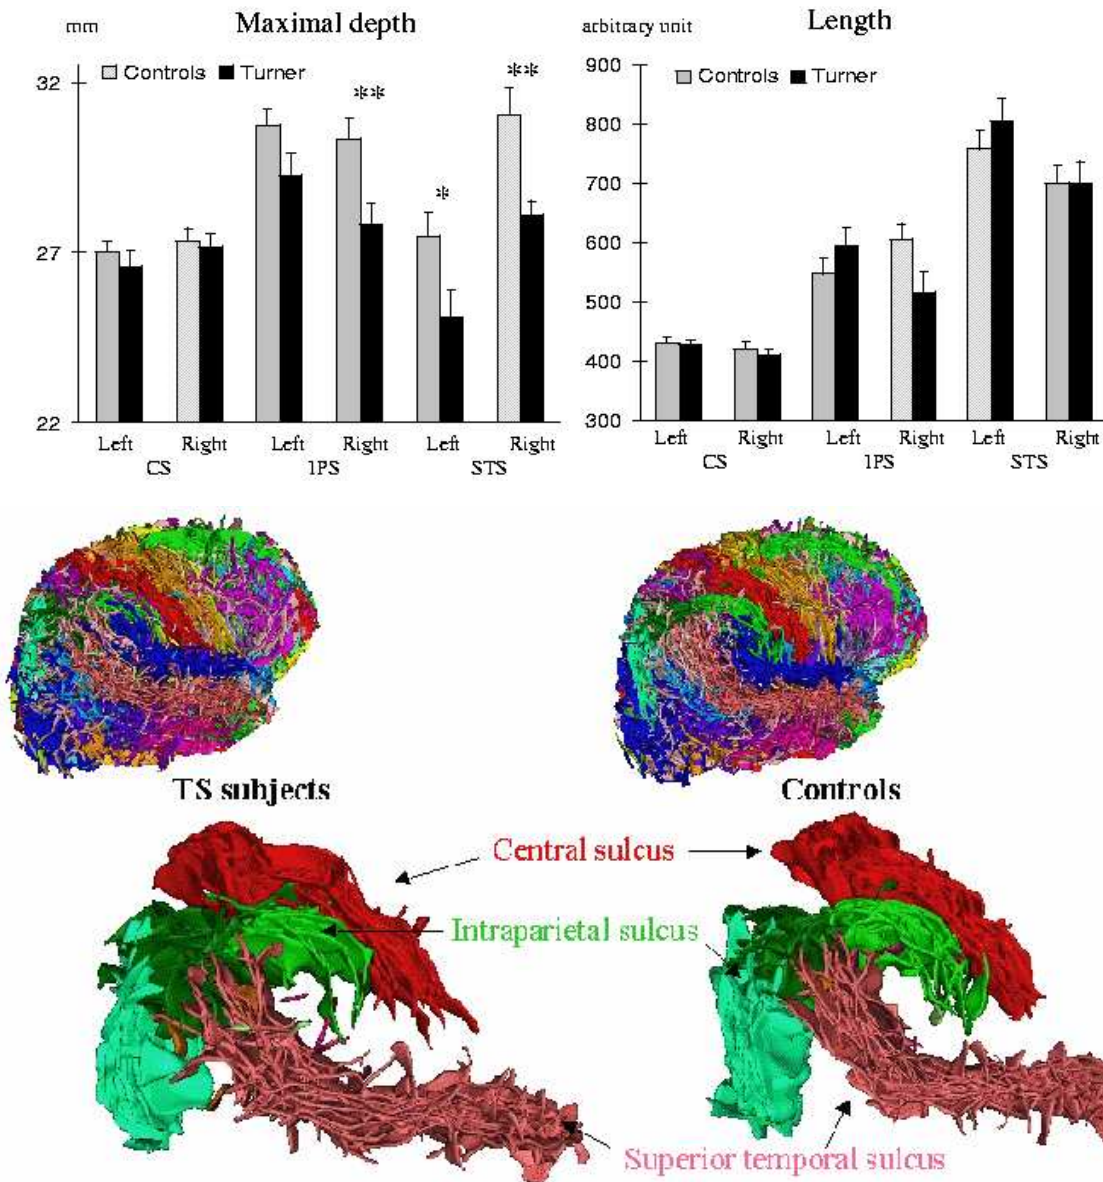 mm
Maximal depth
Controls Turner
32
27
22
** * **
Left Right Left Right Left Right
CS 1PS STS
arbitrary unit
Length
Controls Turner
900
800
700
600
500
400
300
Left Right Left Right Left Right
CS 1PS STS
TS subjects
Controls
Central sulcus
Intraparietal sulcus
Superior temporal sulcus